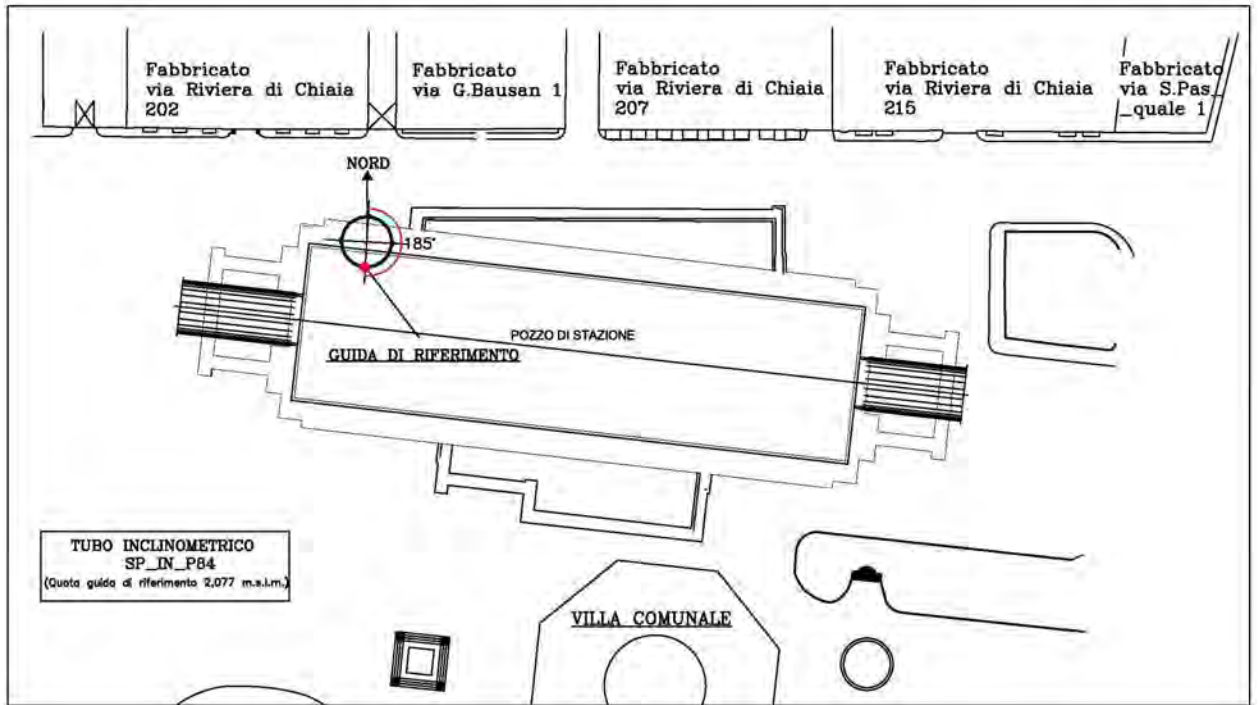 Fabbricato
via Riviera di Chiaia
202
Fabbricato
via G.Bausan 1
Fabbricato
via Riviera di Chiaia
207
Fabbricato
via Riviera di Chiaia
215
Fabbricato
via S.Pas_
_quale 1
NORD
185°
POZZO DI STAZIONE
GUIDA DI RIFERIMENTO
TUBO INCLINOMETRICO
SP_IN_P84
(Quota guida di riferimento 2,077 m.s.l.m.)
VILLA COMUNALE